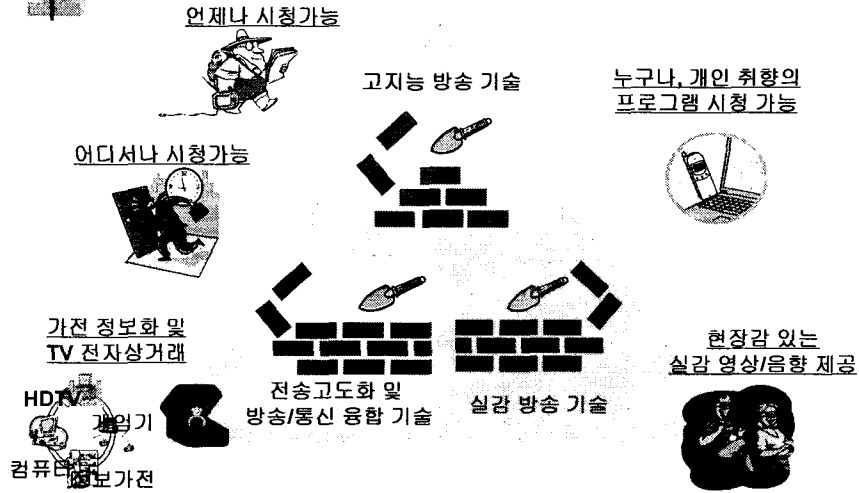 언제나 시청가능
고지능 방송 기술
누구나, 개인 취향의
프로그램 시청 가능
어디서나 시청가능
가전 정보화 및
TV 전자상거래
현장감 있는
실감 영상/음향 제공
전송고도화 및
방송/통신 융합 기술
실감 방송 기술
HDTV
게임기
컴퓨터
정보가전